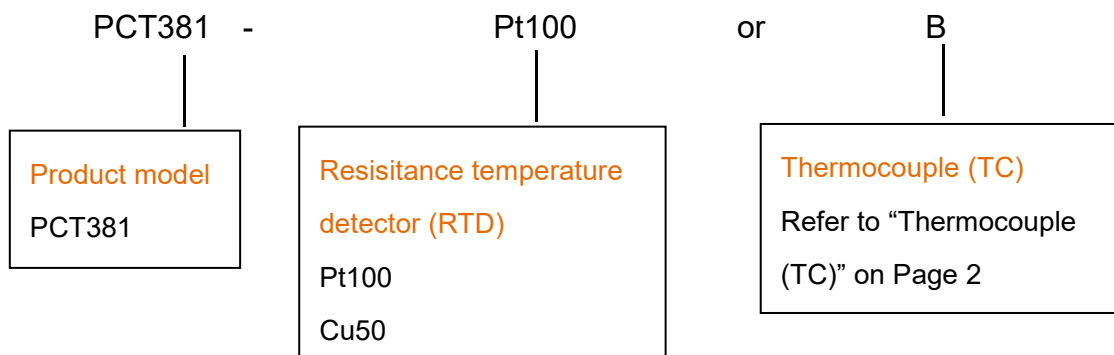 PCT381 - Pt100 or B
Product model
PCT381
Resisitance temperature
detector (RTD)
Pt100
Cu50
Thermocouple (TC)
Refer to “Thermocouple
(TC)” on Page 2